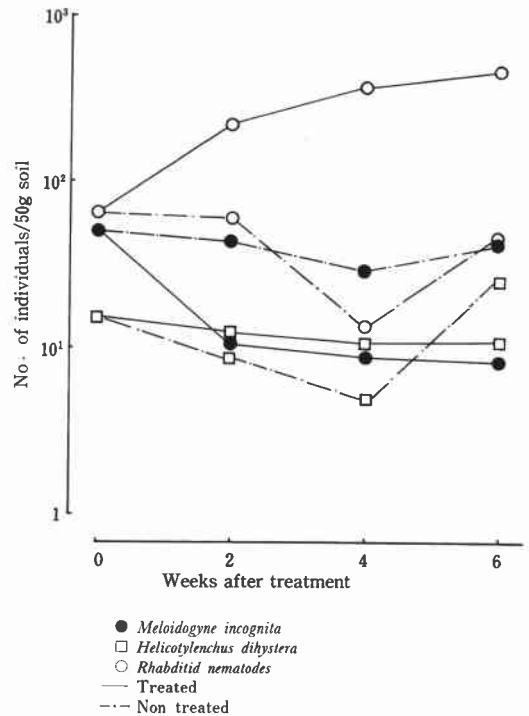 10³
10²
10¹
1
No. of individuals/50g soil
0 2 4 6
Weeks after treatment
Meloidogyne incognita
Helicotylenchus dihystera
Rhabditid nematodes
Treated
Non treated